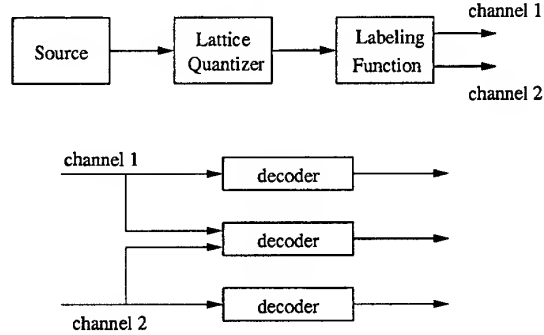 channel 1
Source
Lattice
Quantizer
Labeling
Function
channel 2
channel 1
decoder
decoder
decoder
channel 2